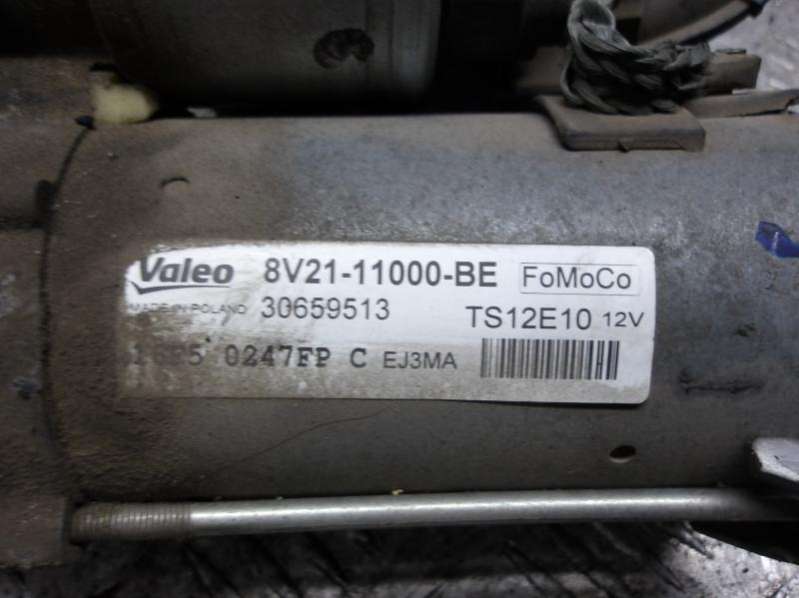 Valeo 8V21-11000-BE FoMoCo
MADE IN POLAND 30659513 TS12E10 12V
0247FP C EJ3MA